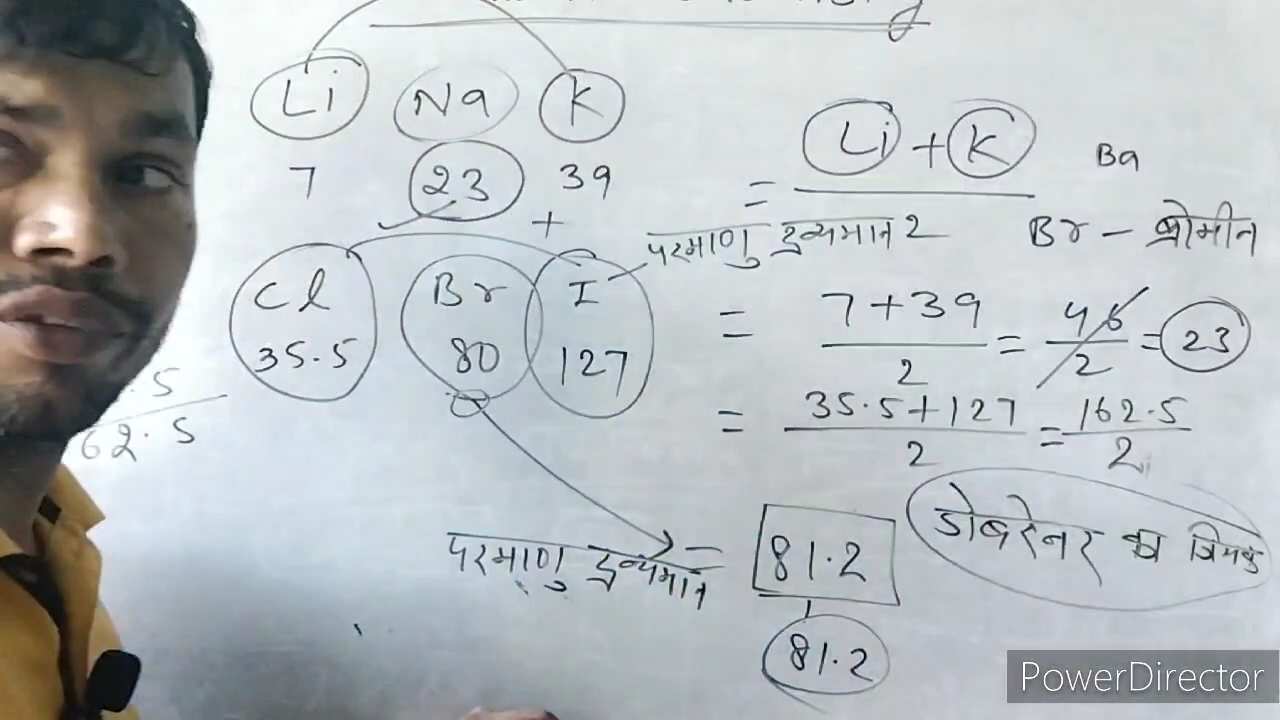 Li Na K
7 23 39
+
Cl Br I
35.5 80 127
.5
62.5
= Li + K
2
परमाणु द्रव्यमान
Ba
Br - ब्रोमीन
= 7+39 / 2 = 46 / 2 = 23
= 35.5+127 / 2 = 162.5 / 2
डोबरेनर का त्रियक
परमाणु द्रव्यमान = 81.2
81.2
PowerDirector